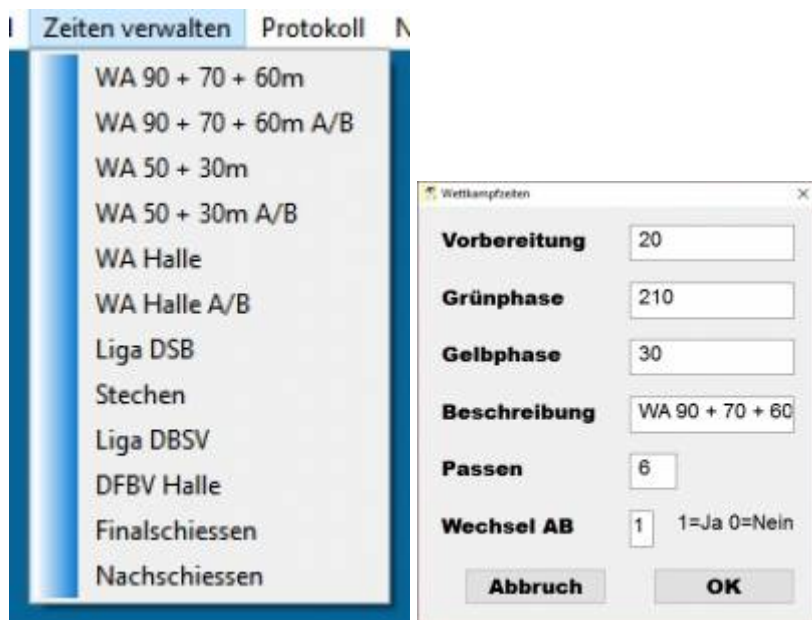 Zeiten verwalten Protokoll
WA 90 + 70 + 60m
WA 90 + 70 + 60m A/B
WA 50 + 30m
WA 50 + 30m A/B
WA Halle
WA Halle A/B
Liga DSB
Stechen
Liga DBSV
DFBV Halle
Finalschiessen
Nachschiessen
Wettkampfzeiten
Vorbereitung 20
Grünphase 210
Gelbphase 30
Beschreibung WA 90 + 70 + 60
Passen 6
Wechsel AB 1 1=Ja 0=Nein
Abbruch OK